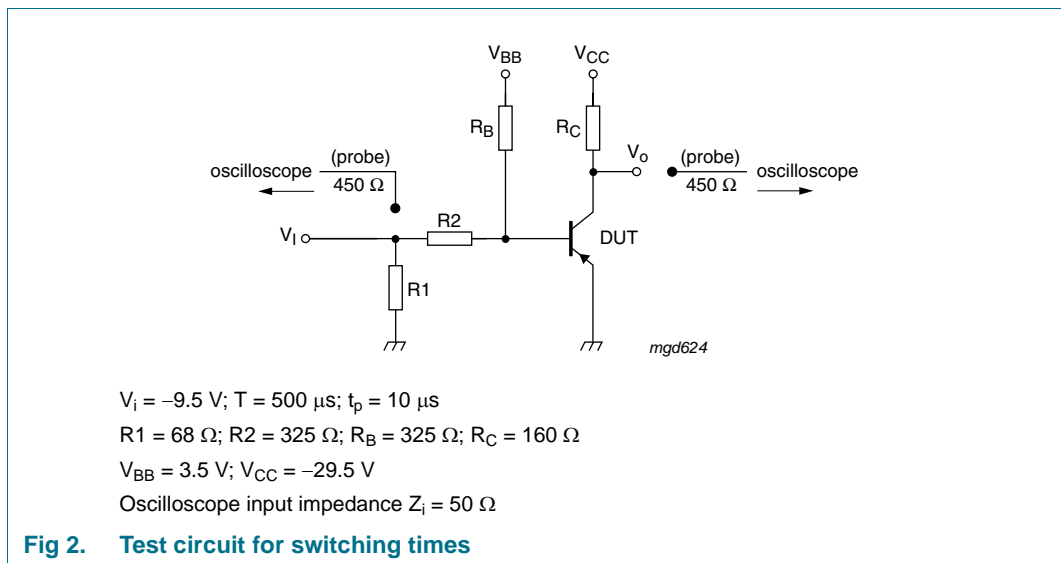 V_BB V_CC
R_B R_C
V_o
oscilloscope (probe) 450 Ω
(probe) 450 Ω oscilloscope
V_I R2 DUT
R1
mgd624
V_i = −9.5 V; T = 500 μs; t_p = 10 μs
R1 = 68 Ω; R2 = 325 Ω; R_B = 325 Ω; R_C = 160 Ω
V_BB = 3.5 V; V_CC = −29.5 V
Oscilloscope input impedance Z_i = 50 Ω
Fig 2. Test circuit for switching times